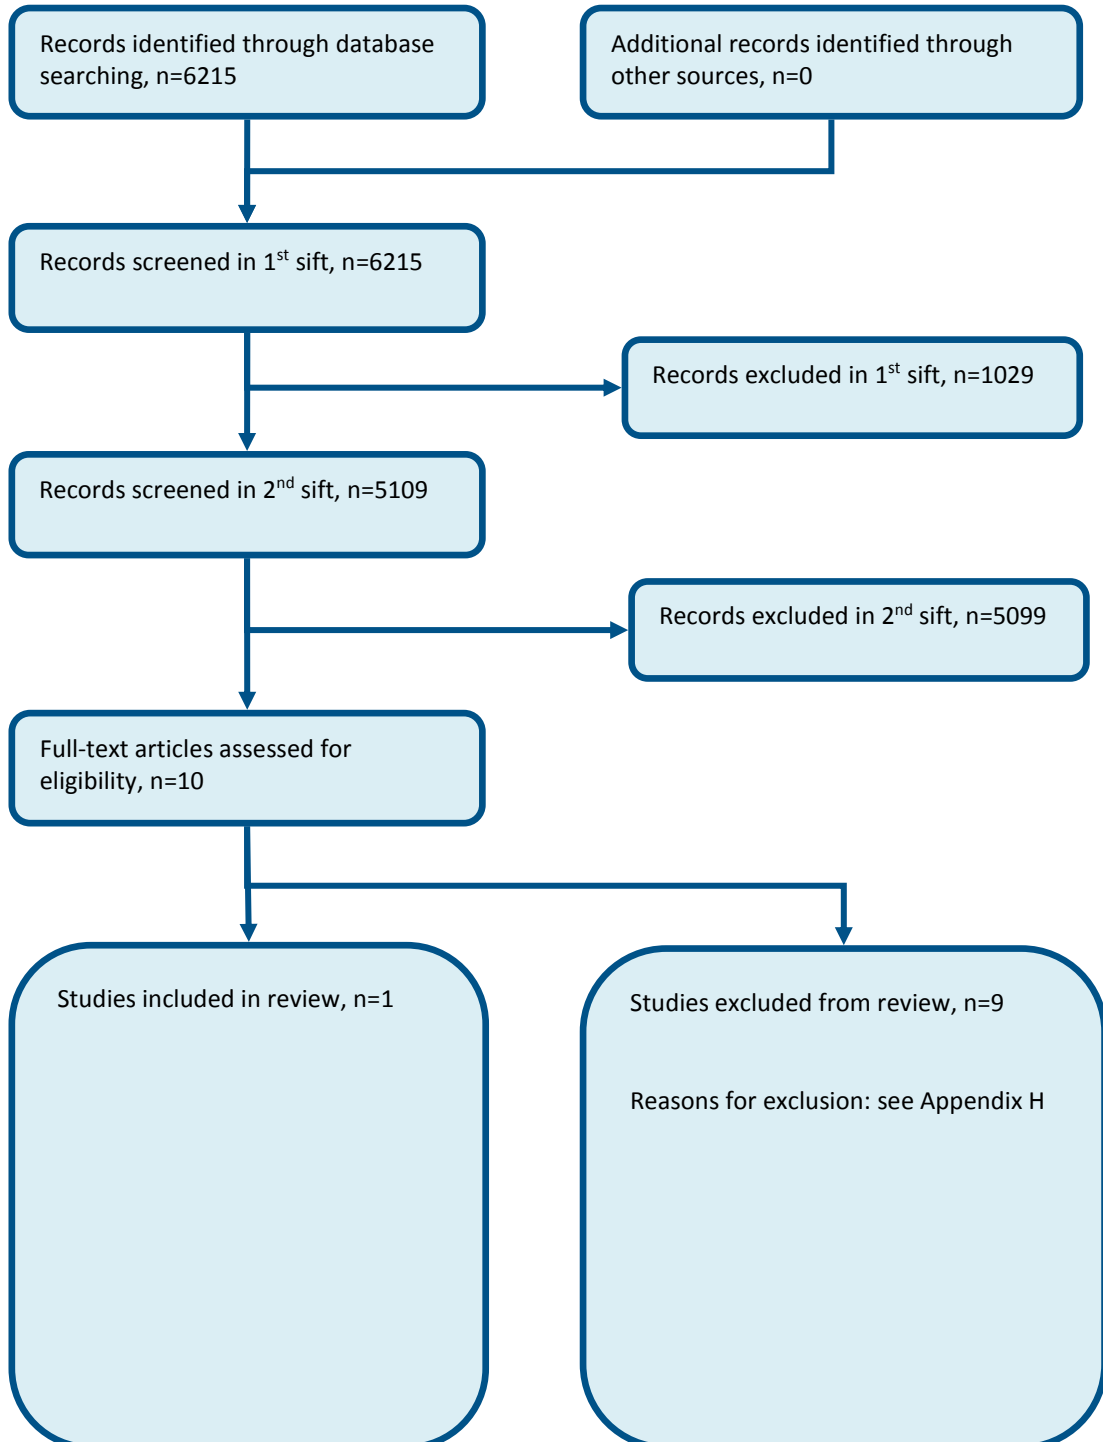 Records identified through database
searching, n=6215
Additional records identified through
other sources, n=0
Records screened in 1st sift, n=6215
Records excluded in 1st sift, n=1029
Records screened in 2nd sift, n=5109
Records excluded in 2nd sift, n=5099
Full-text articles assessed for
eligibility, n=10
Studies included in review, n=1
Studies excluded from review, n=9
Reasons for exclusion: see Appendix H